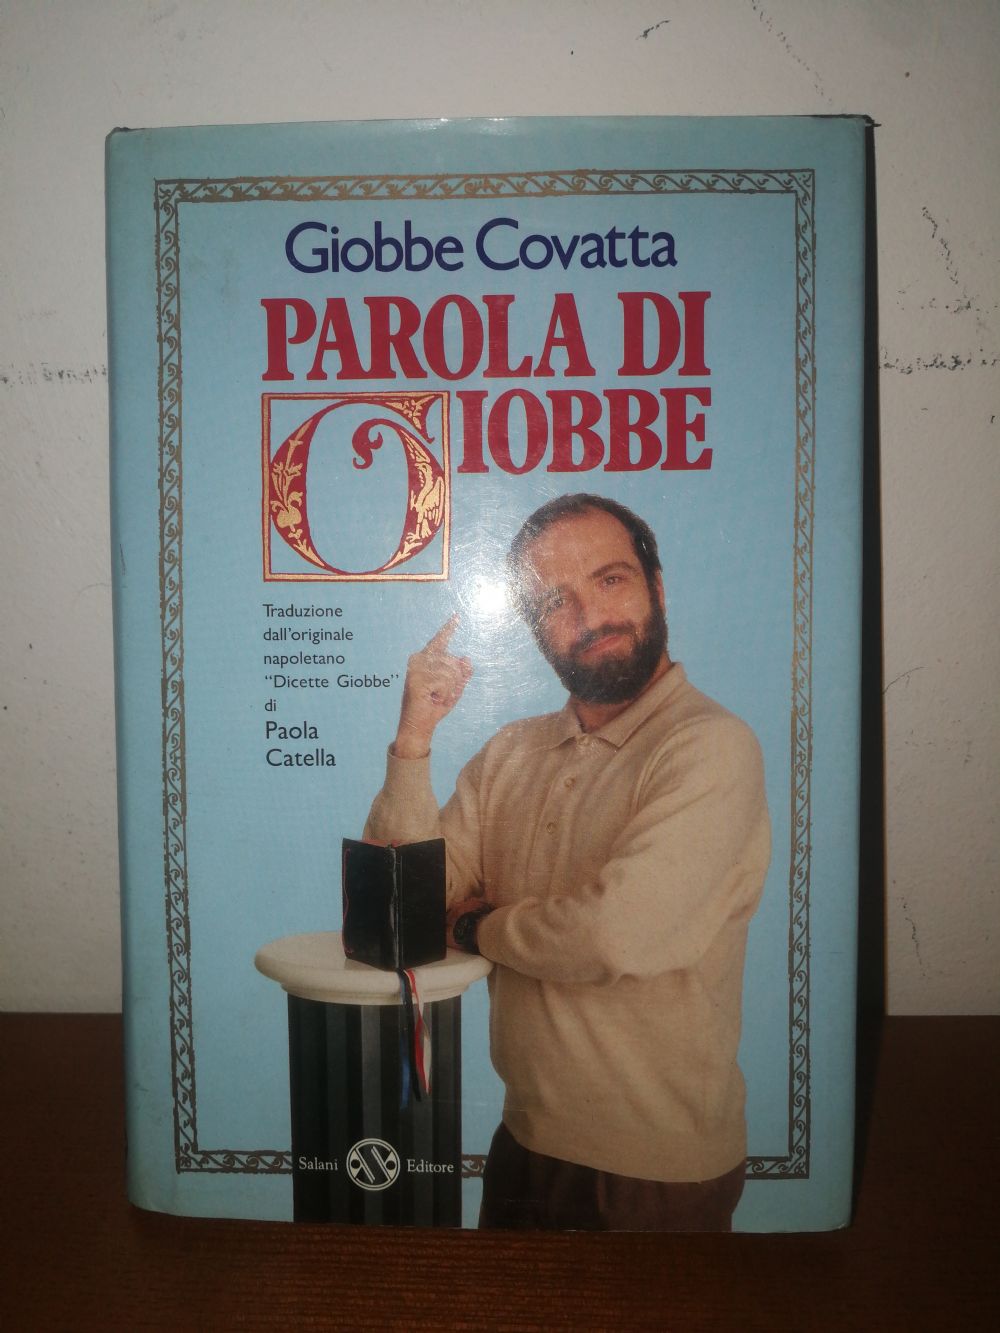 Giobbe Covatta
PAROLA DI
GIOBBE
Traduzione
dall'originale
napoletano
"Dicette Giobbe"
di
Paola
Catella
Salani Editore